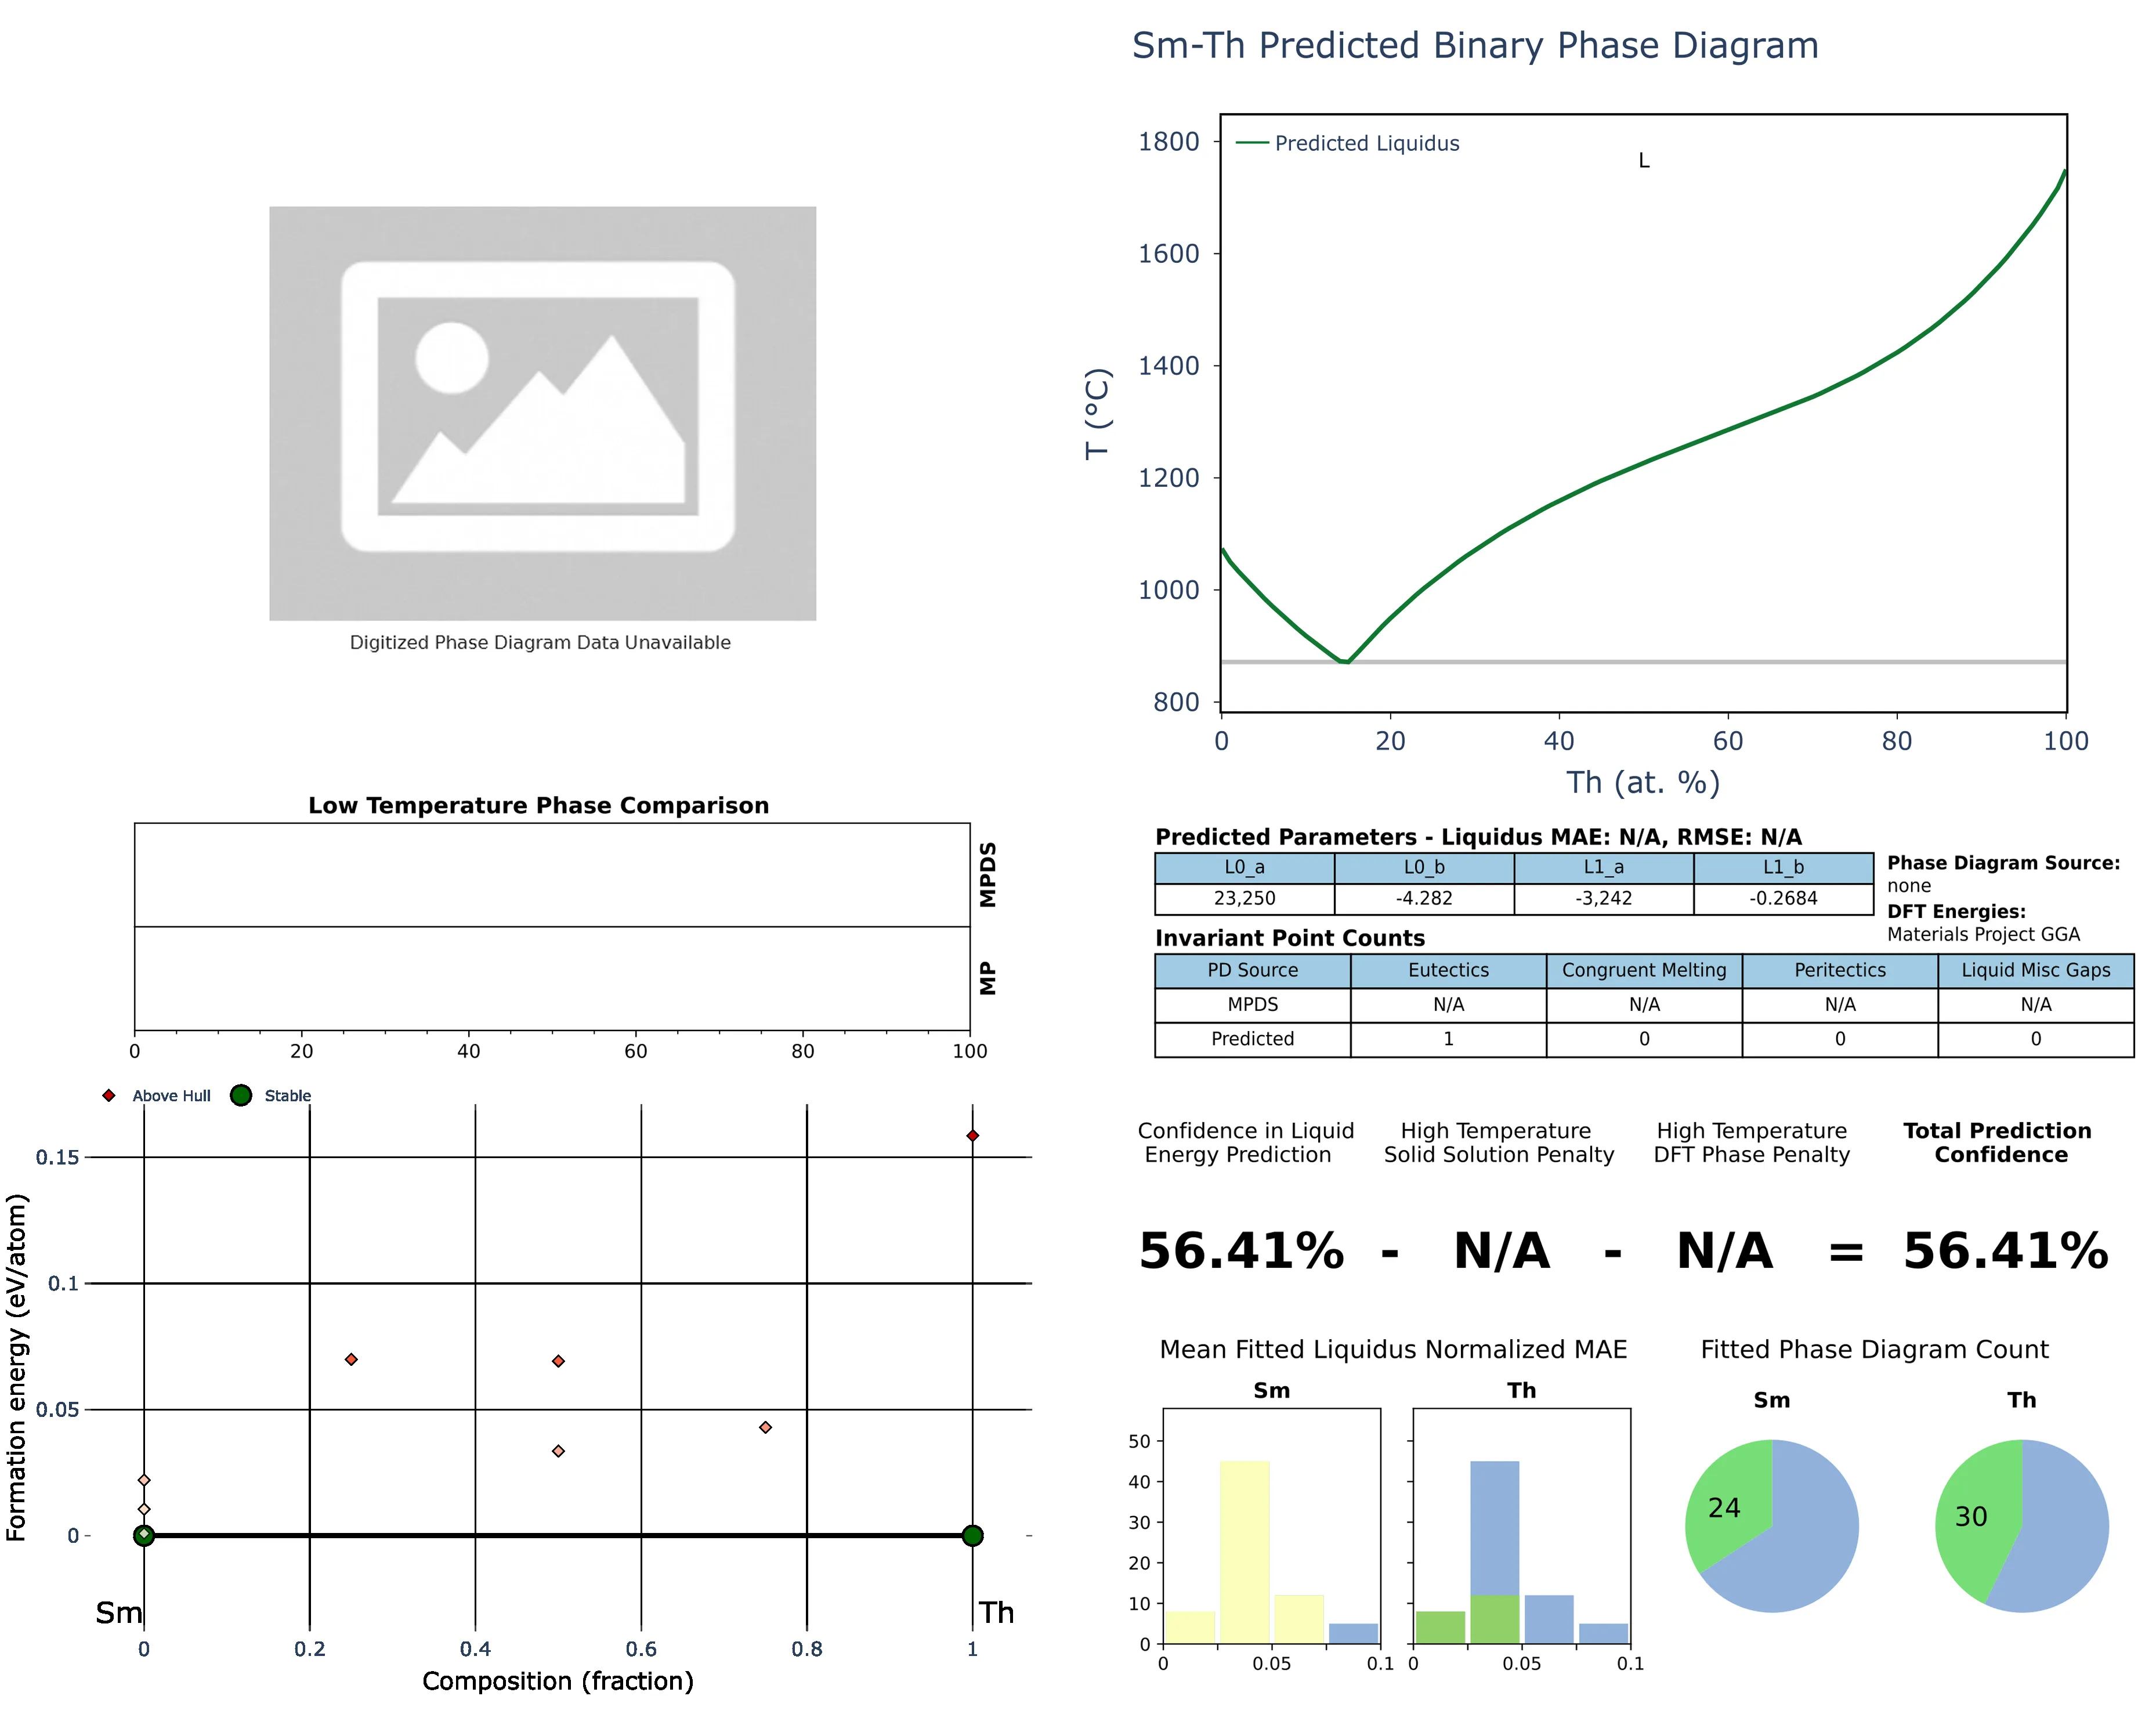 Sm-Th Predicted Binary Phase Diagram
Digitized Phase Diagram Data Unavailable
Predicted Liquidus
L
T (°C)
1800
1600
1400
1200
1000
800
0 20 40 60 80 100
Th (at. %)
Low Temperature Phase Comparison
MPDS
MP
0 20 40 60 80 100
Predicted Parameters - Liquidus MAE: N/A, RMSE: N/A
L0_a L0_b L1_a L1_b
23,250 -4.282 -3,242 -0.2684
Phase Diagram Source:
none
DFT Energies:
Materials Project GGA
Invariant Point Counts
PD Source Eutectics Congruent Melting Peritectics Liquid Misc Gaps
MPDS N/A N/A N/A N/A
Predicted 1 0 0 0
Above Hull Stable
Formation energy (eV/atom)
0.15
0.1
0.05
0
Sm Th
0 0.2 0.4 0.6 0.8 1
Composition (fraction)
Confidence in Liquid
Energy Prediction
High Temperature
Solid Solution Penalty
High Temperature
DFT Phase Penalty
Total Prediction
Confidence
56.41% - N/A - N/A = 56.41%
Mean Fitted Liquidus Normalized MAE
Sm Th
50
40
30
20
10
0
0 0.05 0.1 0 0.05 0.1
Fitted Phase Diagram Count
Sm Th
24 30